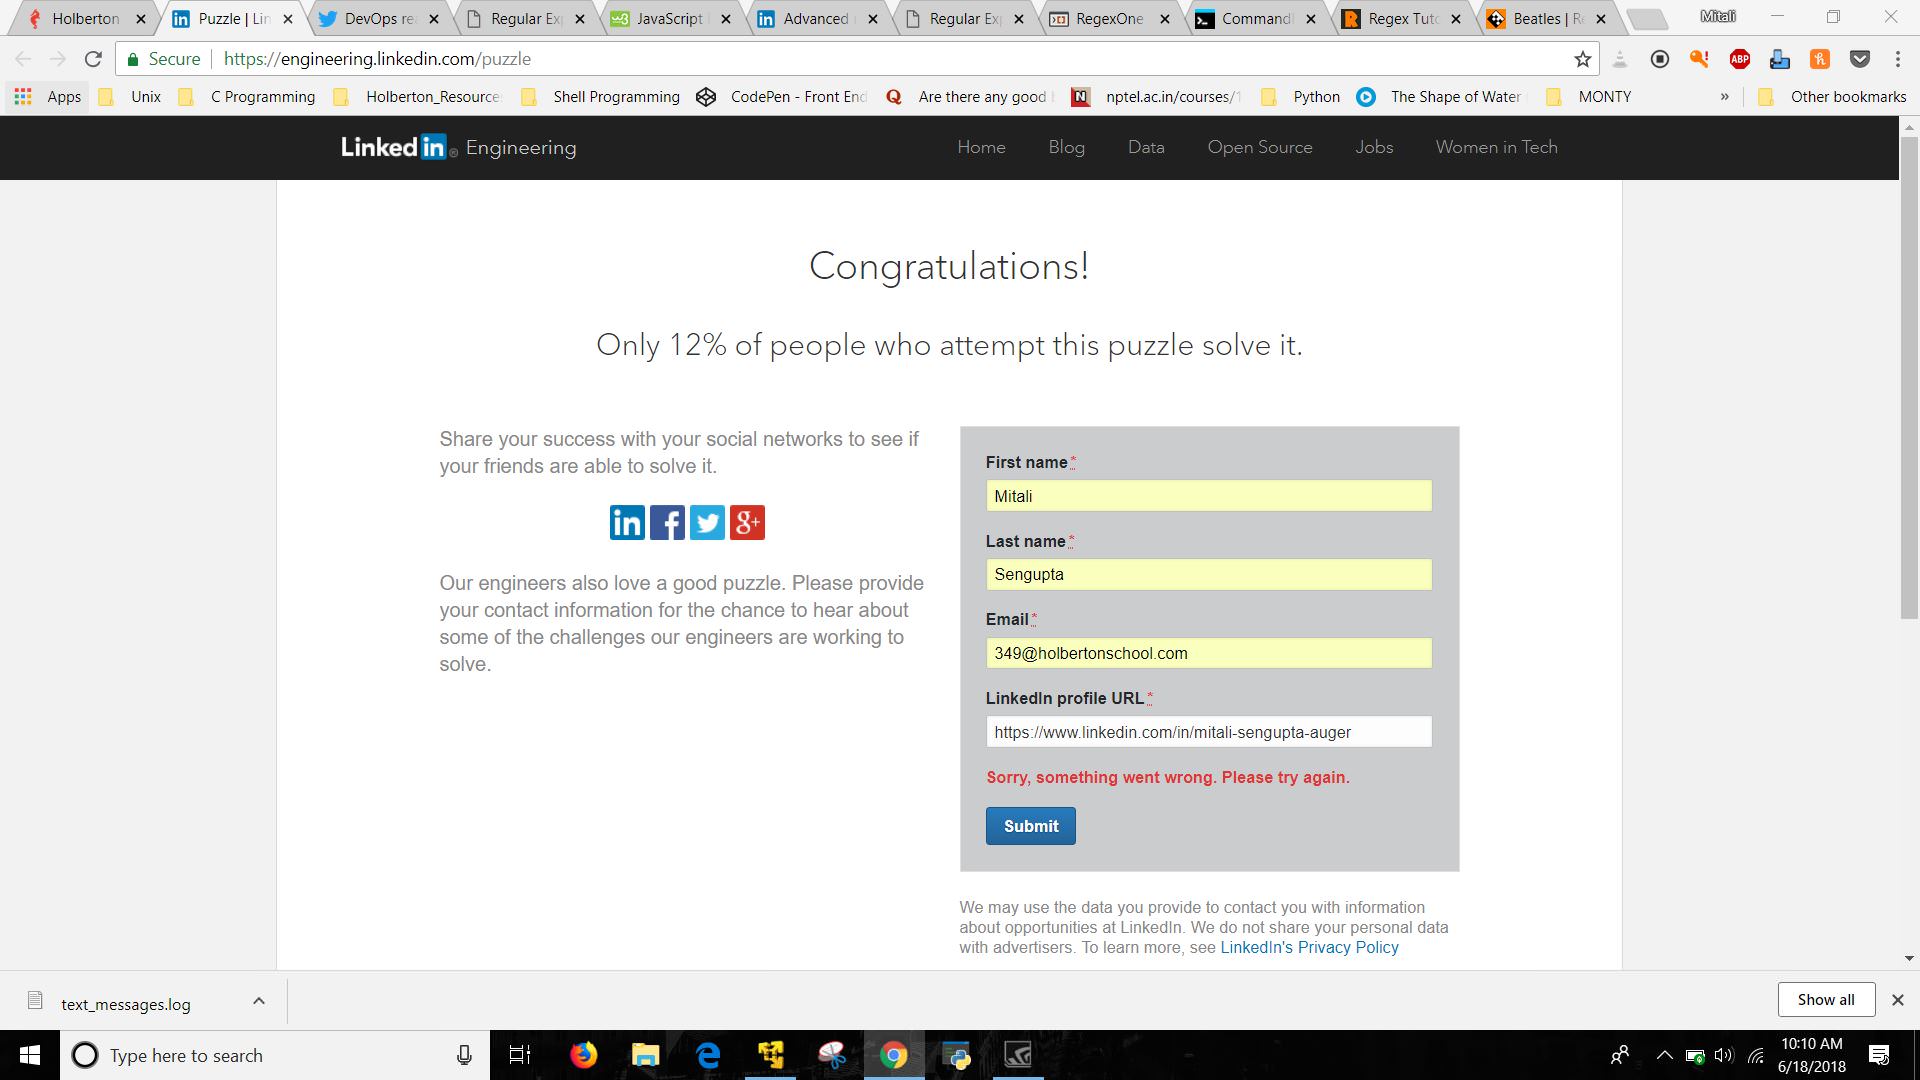 Holberton
Puzzle | Lin
DevOps rea
Regular Exp
JavaScript
Advanced
Regular Exp
RegexOne
Command
Regex Tuto
Beatles | Re
Mitali
Secure
https://engineering.linkedin.com/puzzle
ABP
Apps
Unix
C Programming
Holberton_Resource
Shell Programming
CodePen - Front End
Are there any good
nptel.ac.in/courses/1
Python
The Shape of Water
MONTY
»
Other bookmarks
Linked in ® Engineering
Home
Blog
Data
Open Source
Jobs
Women in Tech
Congratulations!
Only 12% of people who attempt this puzzle solve it.
Share your success with your social networks to see if
your friends are able to solve it.
in f g+
Our engineers also love a good puzzle. Please provide
your contact information for the chance to hear about
some of the challenges our engineers are working to
solve.
First name*
Mitali
Last name*
Sengupta
Email*
349@holbertonschool.com
LinkedIn profile URL*
https://www.linkedin.com/in/mitali-sengupta-auger
Sorry, something went wrong. Please try again.
Submit
We may use the data you provide to contact you with information
about opportunities at LinkedIn. We do not share your personal data
with advertisers. To learn more, see LinkedIn's Privacy Policy
text_messages.log
Show all
Type here to search
10:10 AM
6/18/2018